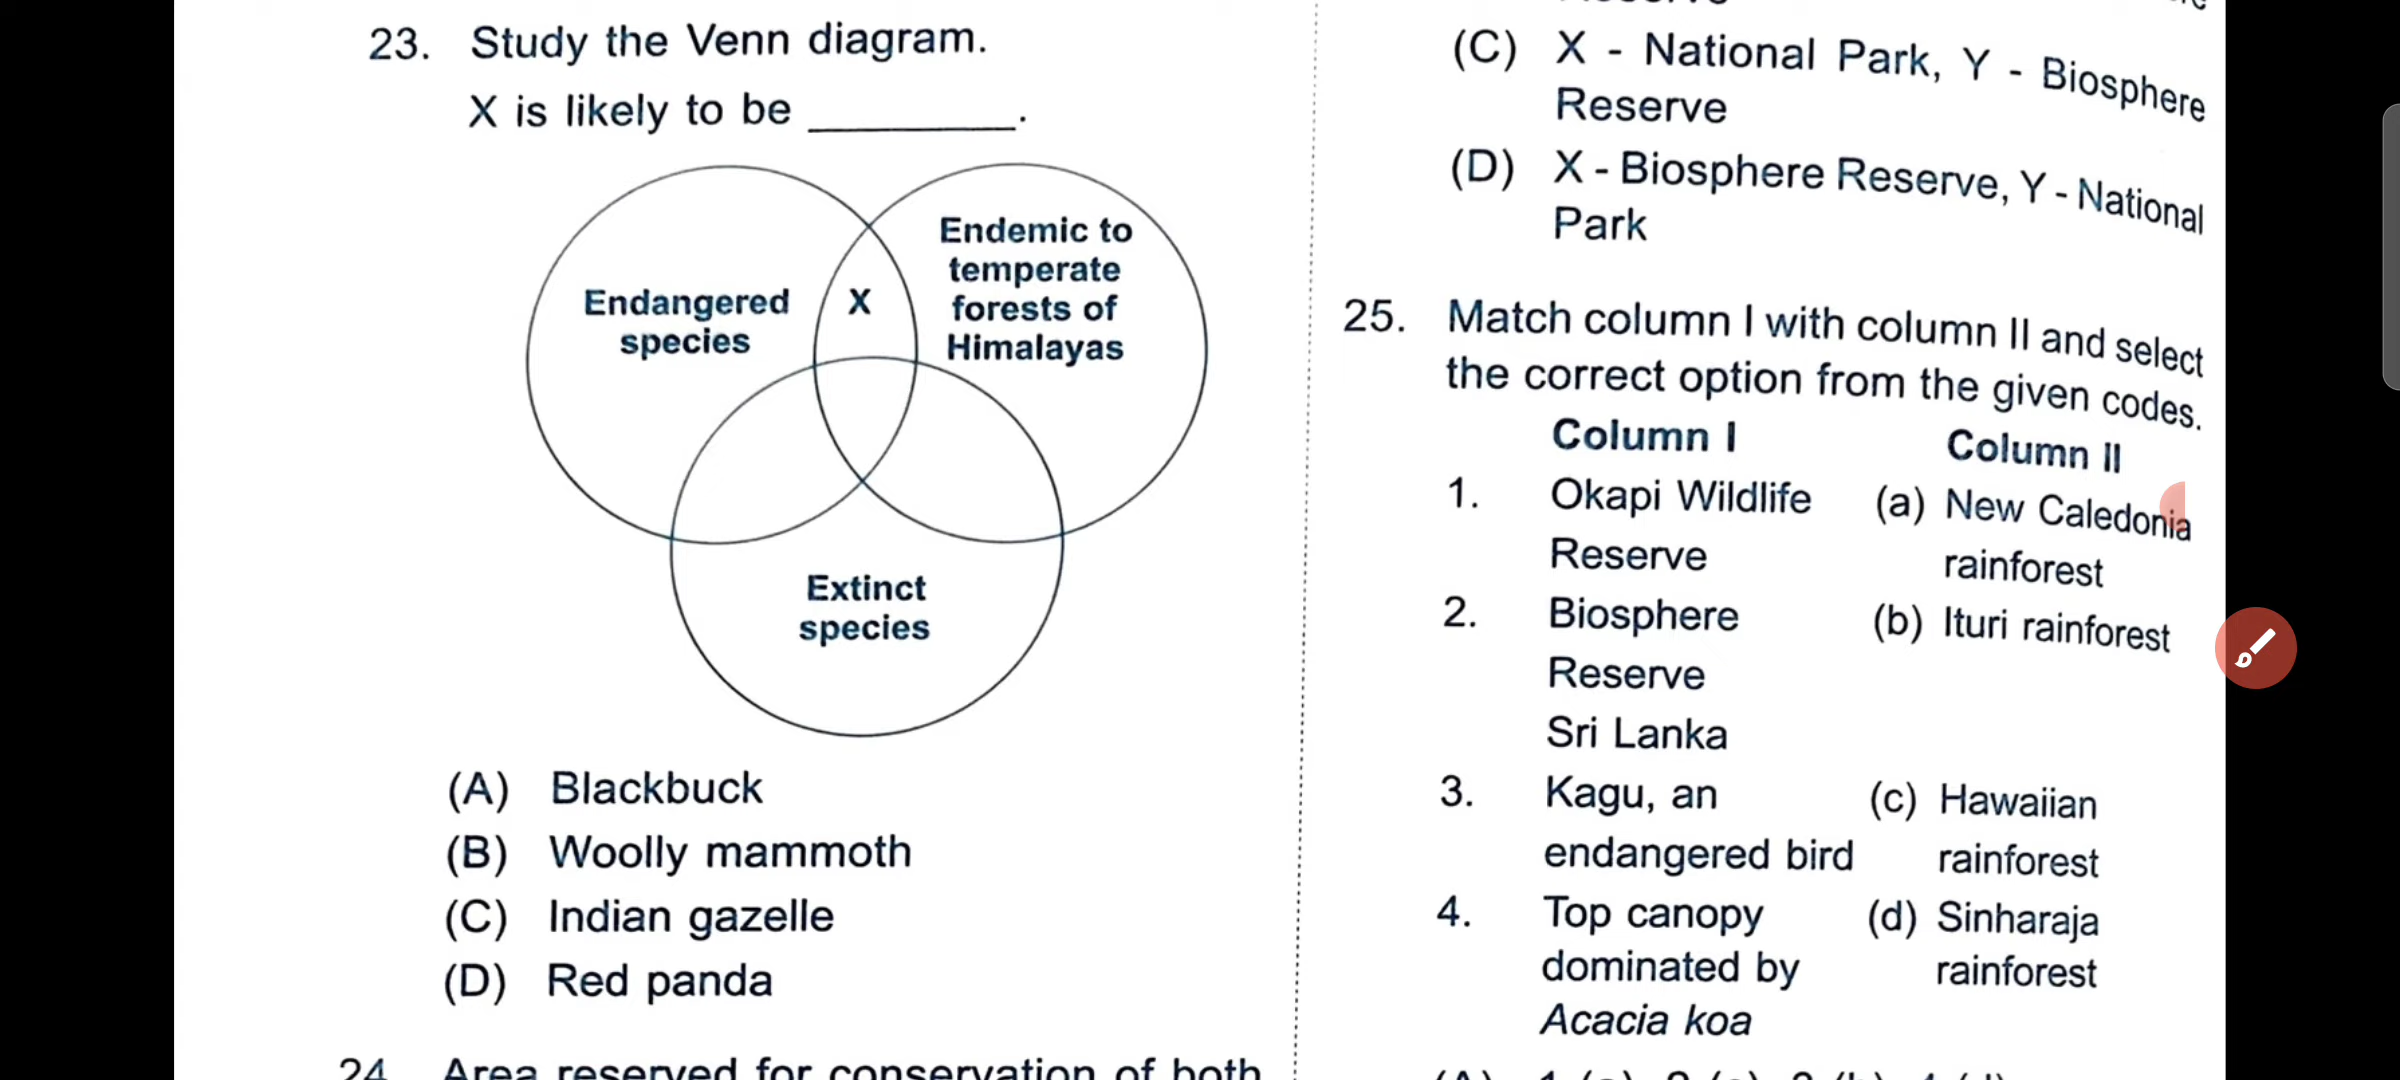 23. Study the Venn diagram.
X is likely to be ________.
Endangered
species
X
Endemic to
temperate
forests of
Himalayas
Extinct
species
(A) Blackbuck
(B) Woolly mammoth
(C) Indian gazelle
(D) Red panda
24. Area reserved for conservation of both
(C) X - National Park, Y - Biosphere
Reserve
(D) X - Biosphere Reserve, Y - National
Park
25. Match column I with column II and select
the correct option from the given codes.
Column I Column II
1. Okapi Wildlife (a) New Caledonia
Reserve rainforest
2. Biosphere (b) Ituri rainforest
Reserve
Sri Lanka
3. Kagu, an (c) Hawaiian
endangered bird rainforest
4. Top canopy (d) Sinharaja
dominated by rainforest
Acacia koa